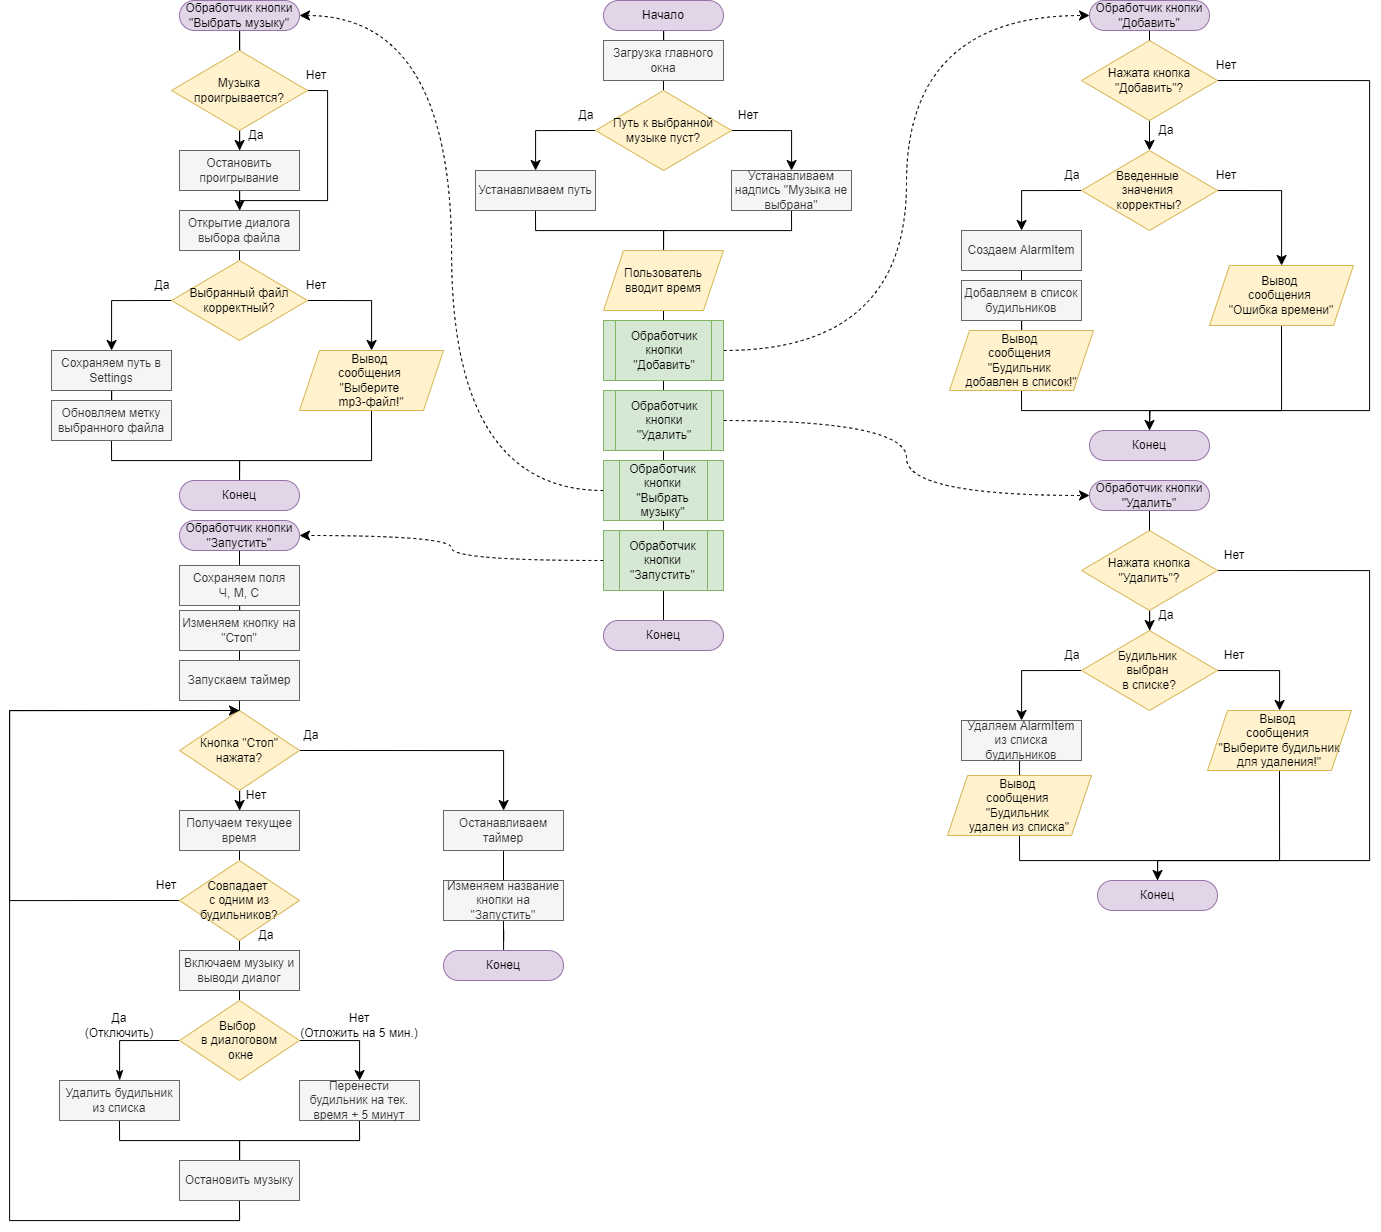 Обработчик кнопки
"Выбрать музыку"
Музыка
проигрывается?
Нет
Да
Остановить
проигрывание
Открытие диалога
выбора файла
Выбранный файл
корректный?
Да
Нет
Сохраняем путь в
Settings
Обновляем метку
выбранного файла
Вывод
сообщения
"Выберите
mp3-файл!"
Конец
Обработчик кнопки
"Запустить"
Сохраняем поля
Ч, М, С
Изменяем кнопку на
"Стоп"
Запускаем таймер
Кнопка "Стоп"
нажата?
Да
Нет
Получаем текущее
время
Совпадает
с одним из
будильников?
Нет
Да
Включаем музыку и
выводи диалог
Выбор
в диалоговом
окне
Да
(Отключить)
Нет
(Отложить на 5 мин.)
Удалить будильник
из списка
Перенести
будильник на тек.
время + 5 минут
Остановить музыку
Останавливаем
таймер
Изменяем название
кнопки на
"Запустить"
Конец
Начало
Загрузка главного
окна
Путь к выбранной
музыке пуст?
Да
Нет
Устанавливаем путь
Устанавливаем
надпись "Музыка не
выбрана"
Пользователь
вводит время
Обработчик
кнопки
"Добавить"
Обработчик
кнопки
"Удалить"
Обработчик
кнопки
"Выбрать
музыку"
Обработчик
кнопки
"Запустить"
Конец
Обработчик кнопки
"Добавить"
Нажата кнопка
"Добавить"?
Нет
Да
Введенные
значения
корректны?
Да
Нет
Создаем AlarmItem
Добавляем в список
будильников
Вывод
сообщения
"Будильник
добавлен в список!"
Вывод
сообщения
"Ошибка времени"
Конец
Обработчик кнопки
"Удалить"
Нажата кнопка
"Удалить"?
Нет
Да
Будильник
выбран
в списке?
Да
Нет
Удаляем AlarmItem
из списка
будильников
Вывод
сообщения
"Будильник
удален из списка"
Вывод
сообщения
"Выберите будильник
для удаления!"
Конец